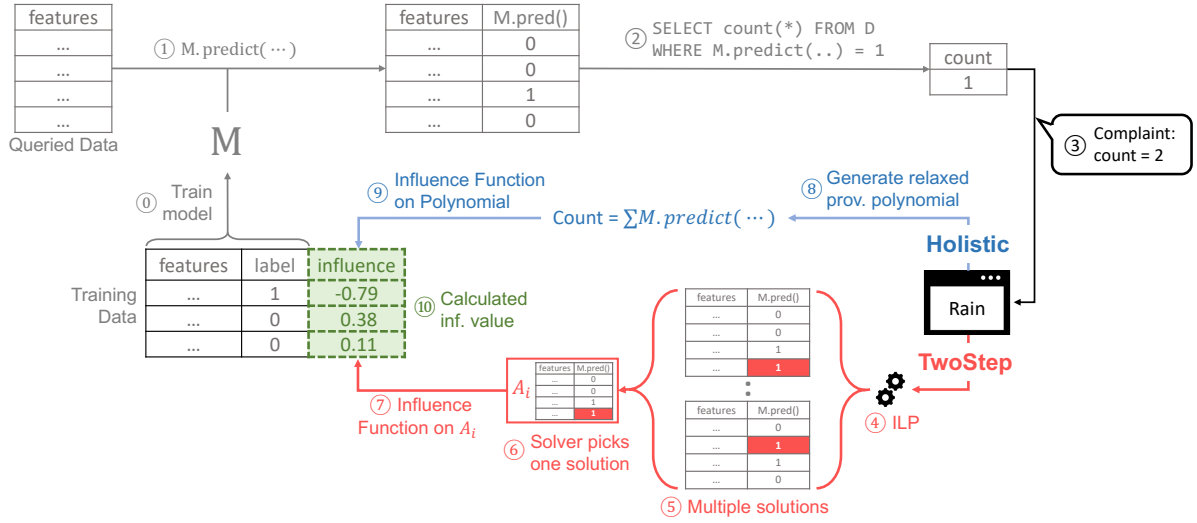 features
...
...
...
...
Queried Data
① M.predict(⋯)
features M.pred()
... 0
... 0
... 1
... 0
② SELECT count(*) FROM D
WHERE M.predict(..) = 1
count
1
③ Complaint:
count = 2
M
⓪ Train
model
⑨ Influence Function
on Polynomial
Count = ∑M.predict(⋯)
⑧ Generate relaxed
prov. polynomial
Holistic
Rain
TwoStep
features label influence
... 1 -0.79
... 0 0.38
... 0 0.11
Training
Data
⑩ Calculated
inf. value
④ ILP
features M.pred()
... 0
... 0
... 1
... 1
:
features M.pred()
... 0
... 1
... 1
... 0
⑤ Multiple solutions
Aᵢ
features M.pred()
... 0
... 0
... 1
... 1
⑥ Solver picks
one solution
⑦ Influence
Function on Aᵢ